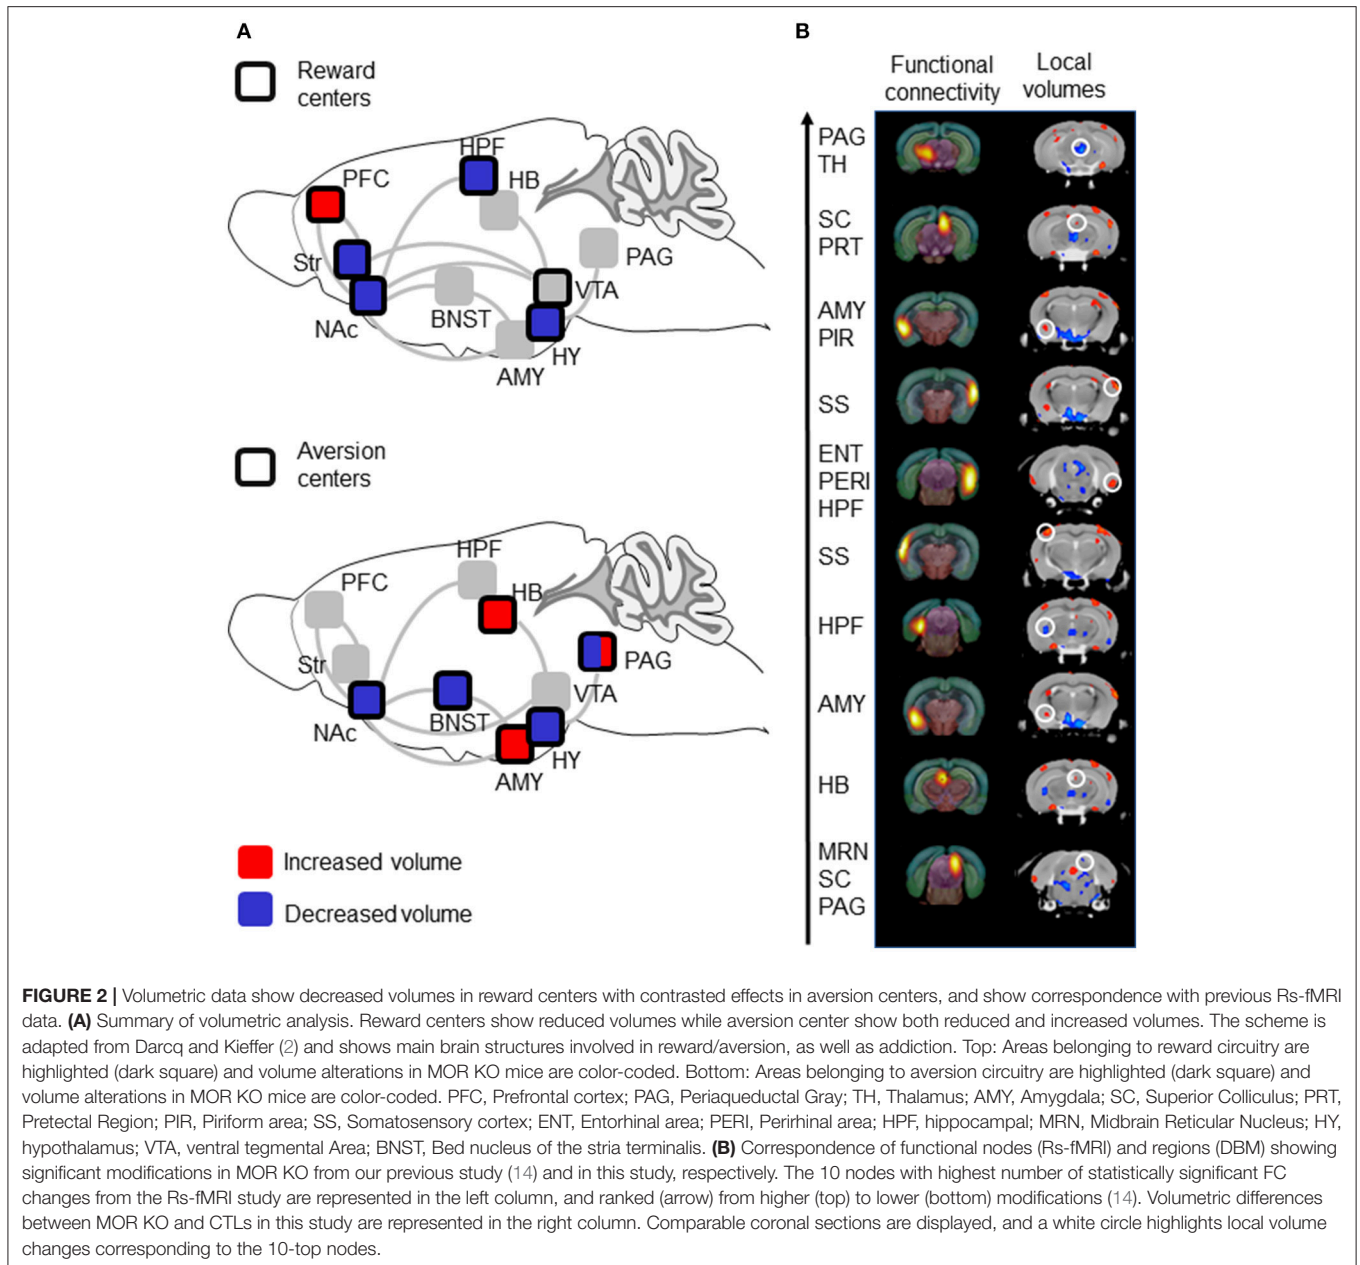 A
Reward
centers
HPF
PFC
HB
Str
PAG
VTA
NAc
BNST
HY
AMY
Aversion
centers
HPF
PFC
HB
Str
PAG
VTA
NAc
BNST
HY
AMY
Increased volume
Decreased volume
B
Functional
connectivity
Local
volumes
PAG
TH
SC
PRT
AMY
PIR
SS
ENT
PERI
HPF
SS
HPF
AMY
HB
MRN
SC
PAG
FIGURE 2 | Volumetric data show decreased volumes in reward centers with contrasted effects in aversion centers, and show correspondence with previous Rs-fMRI
data. (A) Summary of volumetric analysis. Reward centers show reduced volumes while aversion center show both reduced and increased volumes. The scheme is
adapted from Darcq and Kieffer (2) and shows main brain structures involved in reward/aversion, as well as addiction. Top: Areas belonging to reward circuitry are
highlighted (dark square) and volume alterations in MOR KO mice are color-coded. Bottom: Areas belonging to aversion circuitry are highlighted (dark square) and
volume alterations in MOR KO mice are color-coded. PFC, Prefrontal cortex; PAG, Periaqueductal Gray; TH, Thalamus; AMY, Amygdala; SC, Superior Colliculus; PRT,
Pretectal Region; PIR, Piriform area; SS, Somatosensory cortex; ENT, Entorhinal area; PERI, Perirhinal area; HPF, hippocampal; MRN, Midbrain Reticular Nucleus; HY,
hypothalamus; VTA, ventral tegmental Area; BNST, Bed nucleus of the stria terminalis. (B) Correspondence of functional nodes (Rs-fMRI) and regions (DBM) showing
significant modifications in MOR KO from our previous study (14) and in this study, respectively. The 10 nodes with highest number of statistically significant FC
changes from the Rs-fMRI study are represented in the left column, and ranked (arrow) from higher (top) to lower (bottom) modifications (14). Volumetric differences
between MOR KO and CTLs in this study are represented in the right column. Comparable coronal sections are displayed, and a white circle highlights local volume
changes corresponding to the 10-top nodes.